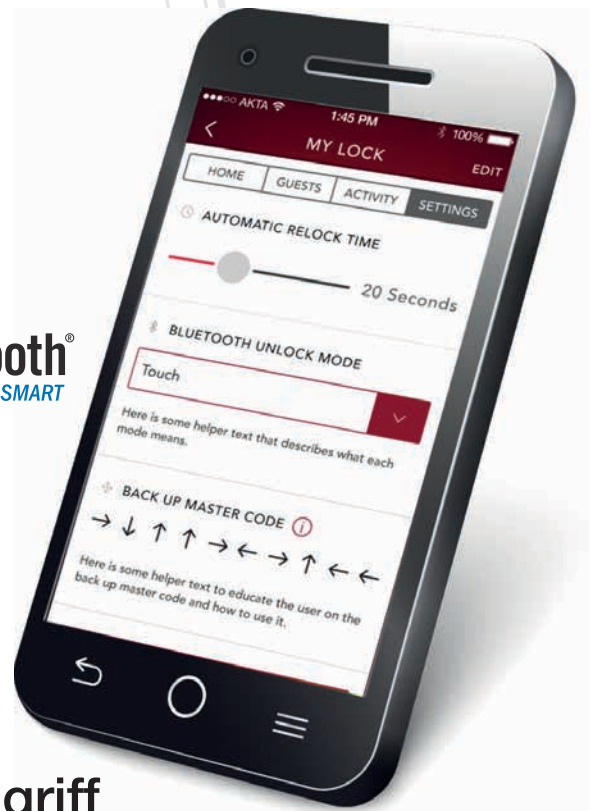 AKTA 1:45 PM 100%
MY LOCK EDIT
HOME GUESTS ACTIVITY SETTINGS
AUTOMATIC RELOCK TIME
20 Seconds
ooth®
SMART
BLUETOOTH UNLOCK MODE
Touch
Here is some helper text that describes what each
mode means.
BACK UP MASTER CODE i
→ ↓ ↑ ↑ → ← → ↑ ← ←
Here is some helper text to educate the user on the
back up master code and how to use it.
griff